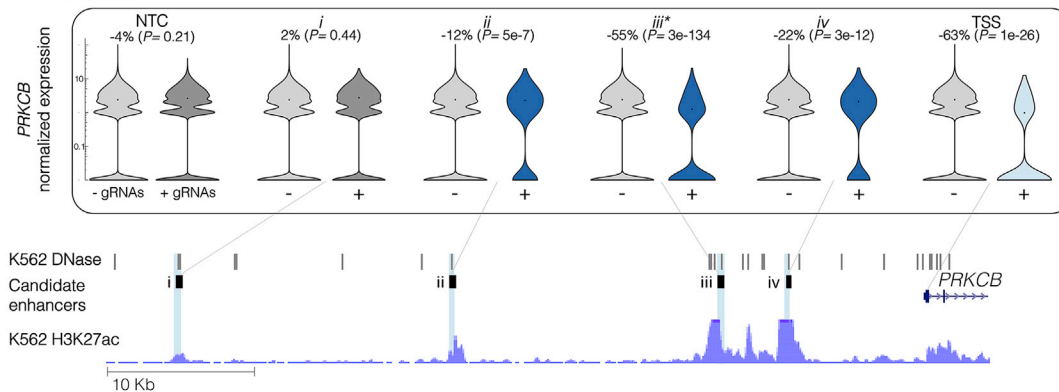 NTC i ii iii* iv TSS
-4% (P= 0.21) 2% (P= 0.44) -12% (P= 5e-7) -55% (P= 3e-134 -22% (P= 3e-12) -63% (P= 1e-26)
PRKCB
normalized expression
10
0.1
- gRNAs + gRNAs - + - + - + - + - +
K562 DNase
Candidate
enhancers
i ii iii iv PRKCB
K562 H3K27ac
10 Kb